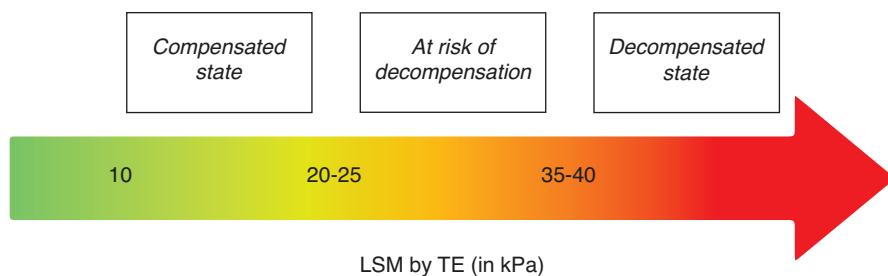 Compensated
state
At risk of
decompensation
Decompensated
state
10
20-25
35-40
LSM by TE (in kPa)